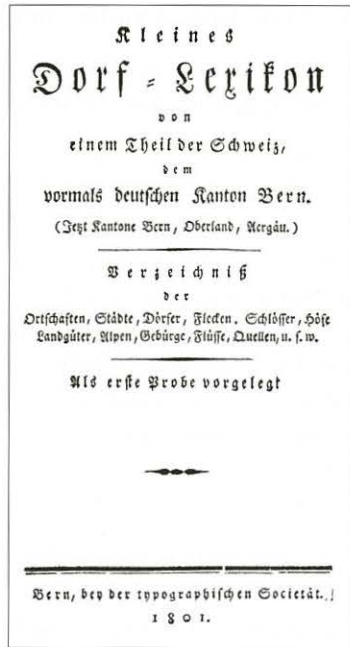 Kleines
Dorf-Lexikon
von
einem Theil der Schweiz,
dem
vormals deutschen Kanton Bern.
(Jetzt Kantone Bern, Oberland, Aergäu.)
Verzeichniß
der
Ortschaften, Städte, Dörfer, Flecken. Schlösser, Höfe
Landgüter, Alpen, Gebürge, Flüsse, Quellen, u. s. w.
Als erste Probe vorgelegt
Bern, bey der typographischen Societät.
1801.